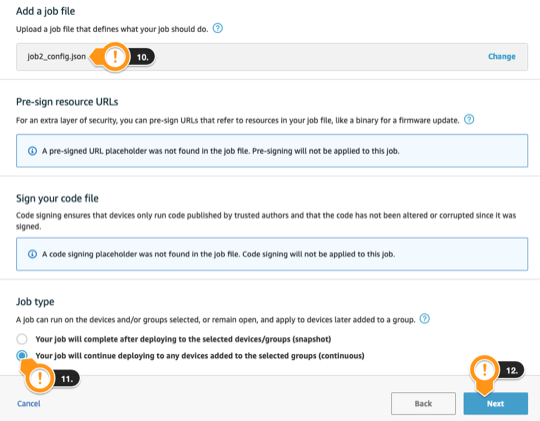 Add a job file
Upload a job file that defines what your job should do. ?
job2_config.json ! 10. Change
Pre-sign resource URLs
For an extra layer of security, you can pre-sign URLs that refer to resources in your job file, like a binary for a firmware update. ?
A pre-signed URL placeholder was not found in the job file. Pre-signing will not be applied to this job.
Sign your code file
Code signing ensures that devices only run code published by trusted authors and that the code has not been altered or corrupted since it was
signed.
A code signing placeholder was not found in the job file. Code signing will not be applied to this job.
Job type
A job can run on the devices and/or groups selected, or remain open, and apply to devices later added to a group. ?
Your job will complete after deploying to the selected devices/groups (snapshot)
Your job will continue deploying to any devices added to the selected groups (continuous)
! 11.
! 12.
Cancel Back Next